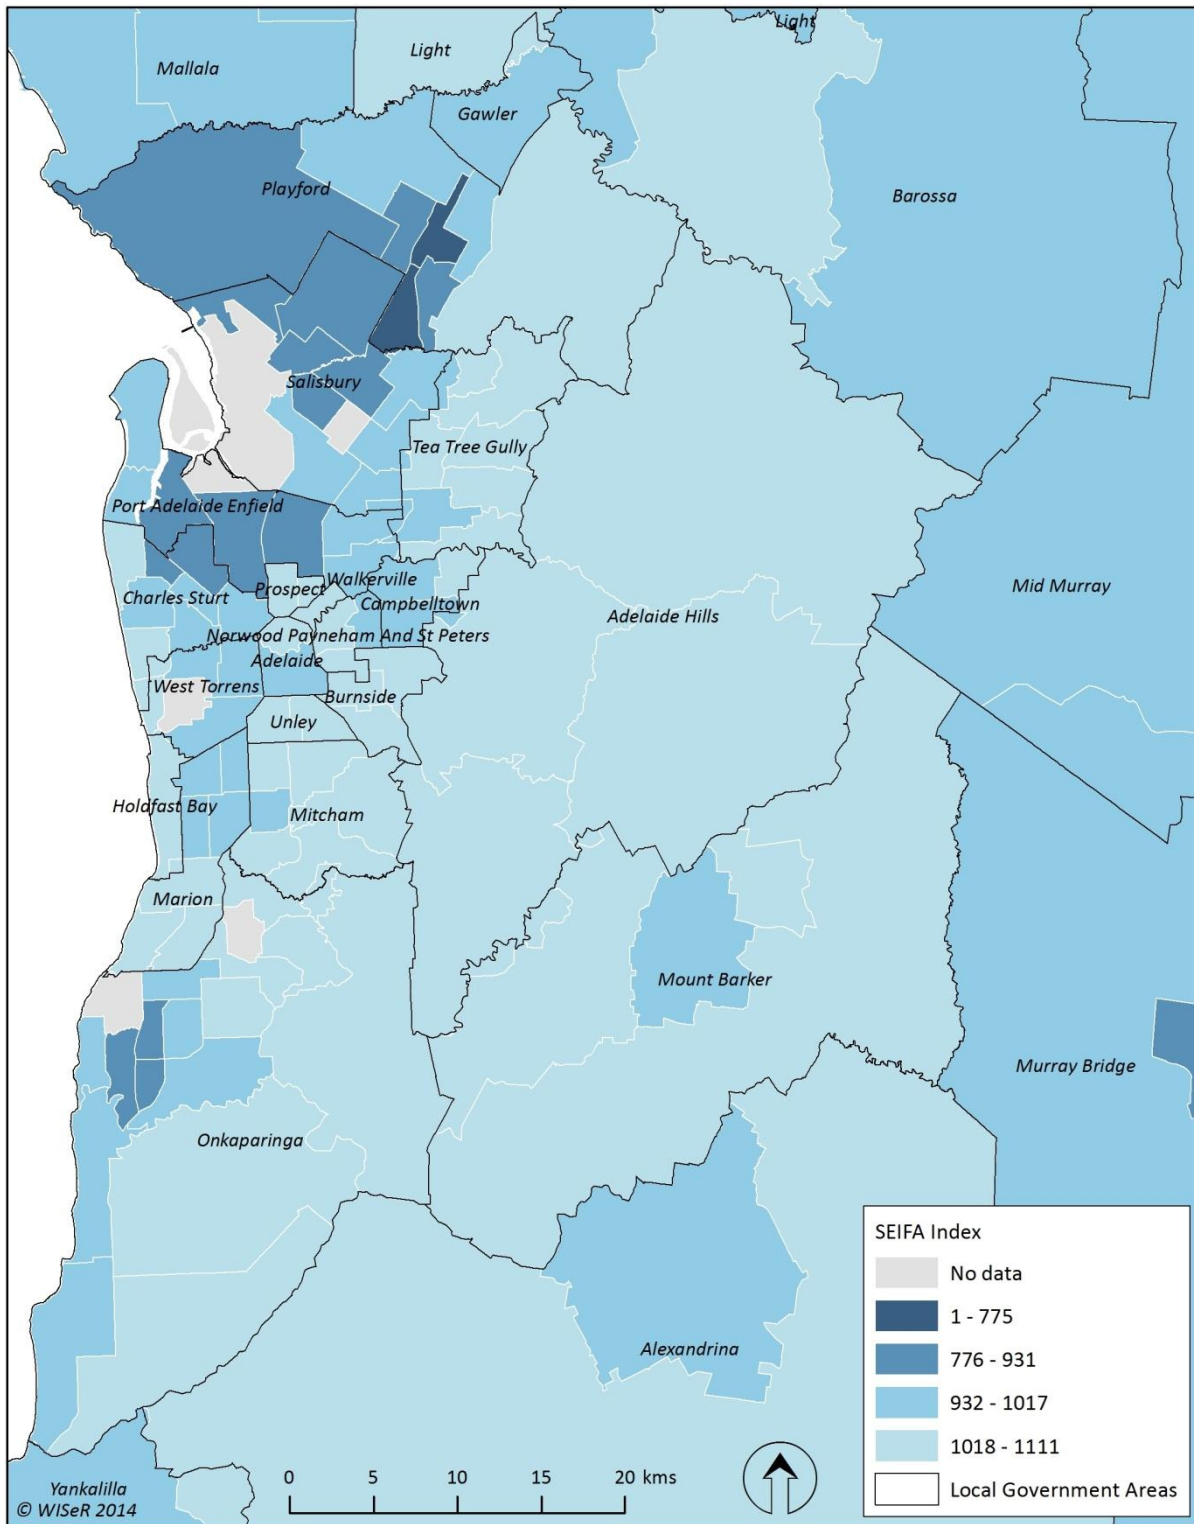 Light
Light
Mallala
Gawler
Playford
Barossa
Salisbury
Tea Tree Gully
Port Adelaide Enfield
Prospect
Walkerville
Mid Murray
Charles Sturt
Campbelltown
Adelaide Hills
Norwood Payneham And St Peters
Adelaide
West Torrens
Burnside
Unley
Holdfast Bay
Mitcham
Marion
Mount Barker
Murray Bridge
Onkaparinga
Alexandrina
SEIFA Index
No data
1 - 775
776 - 931
932 - 1017
1018 - 1111
Local Government Areas
0 5 10 15 20 kms
Yankalilla
© WISeR 2014